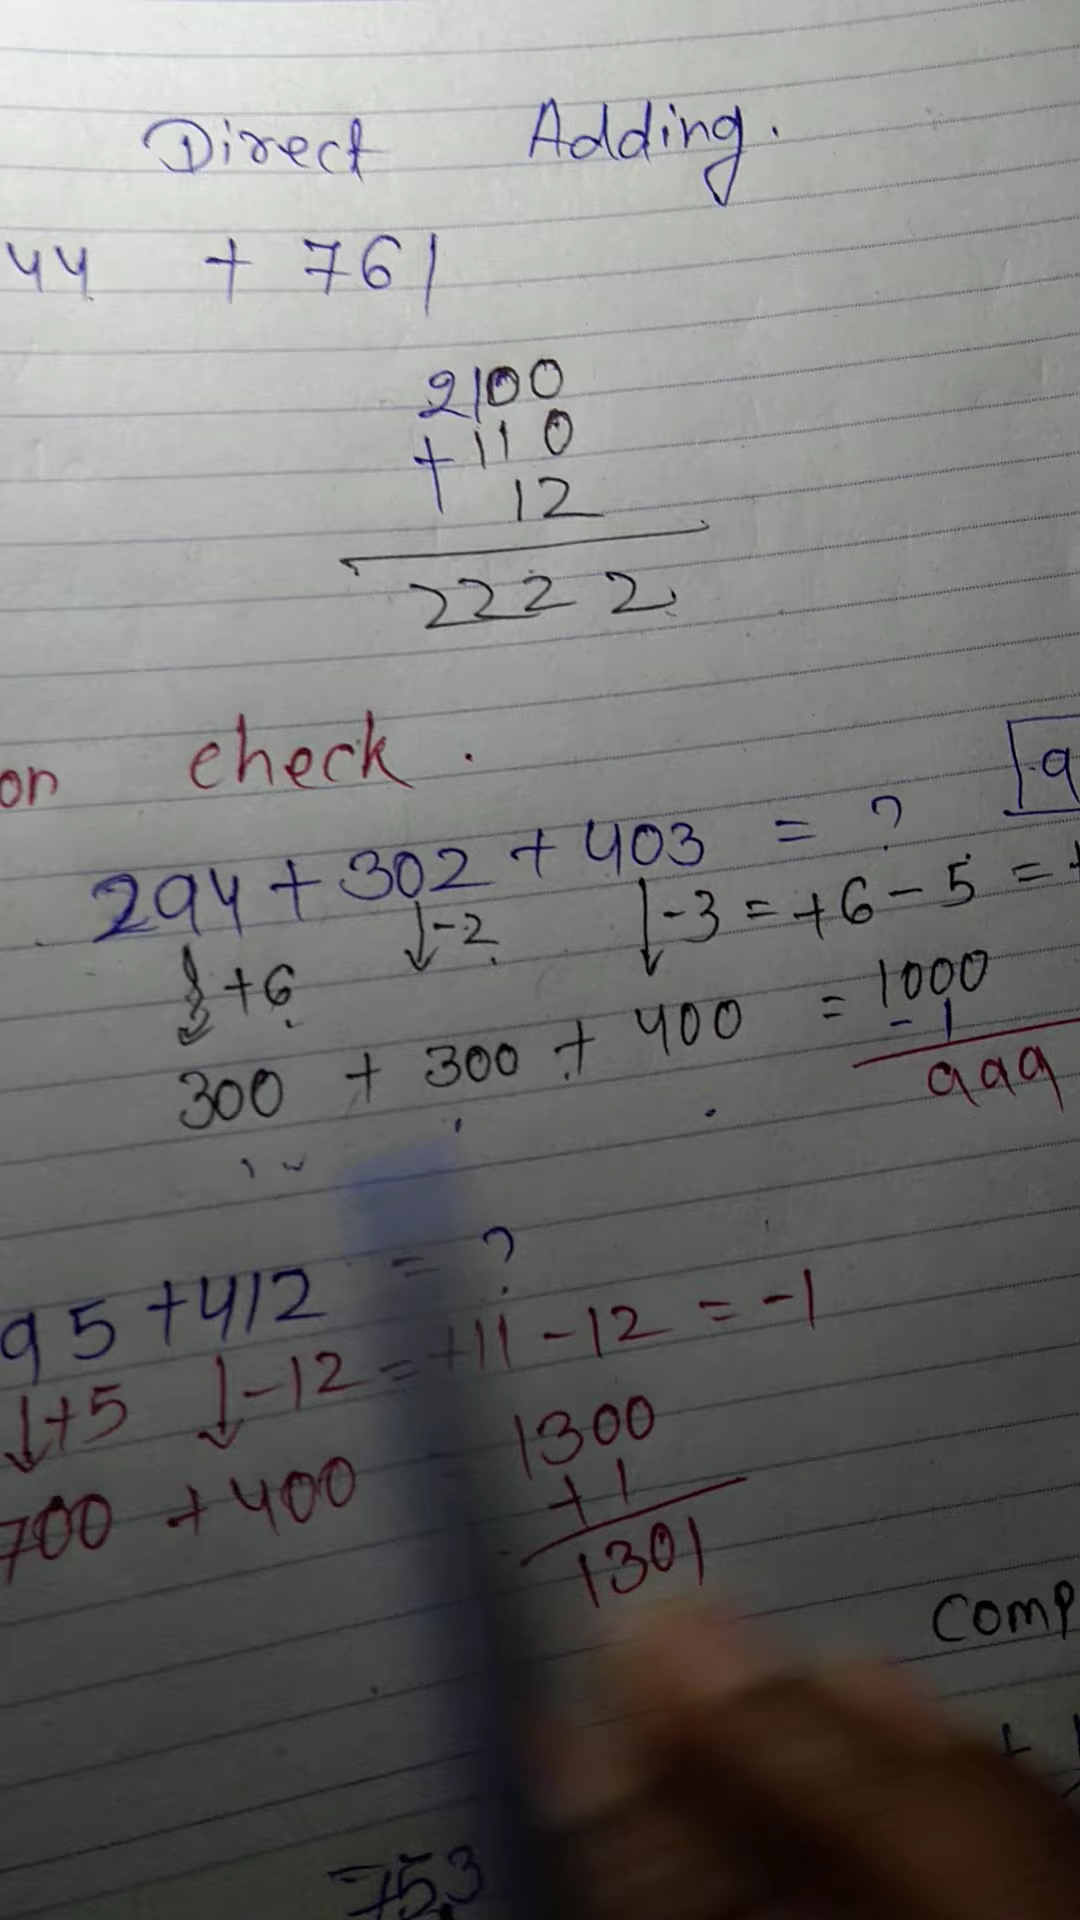 Direct Adding.
44 + 761
2100
+110
12
2222
on check.
294 + 302 + 403 = ?
+6 -2 -3 = +6 - 5 =
300 + 300 + 400 = 1000
- 1
999
95 + 412 = ?
+5 -12 = +11 - 12 = -1
700 + 400 1300
+ 1
1301
comp
753